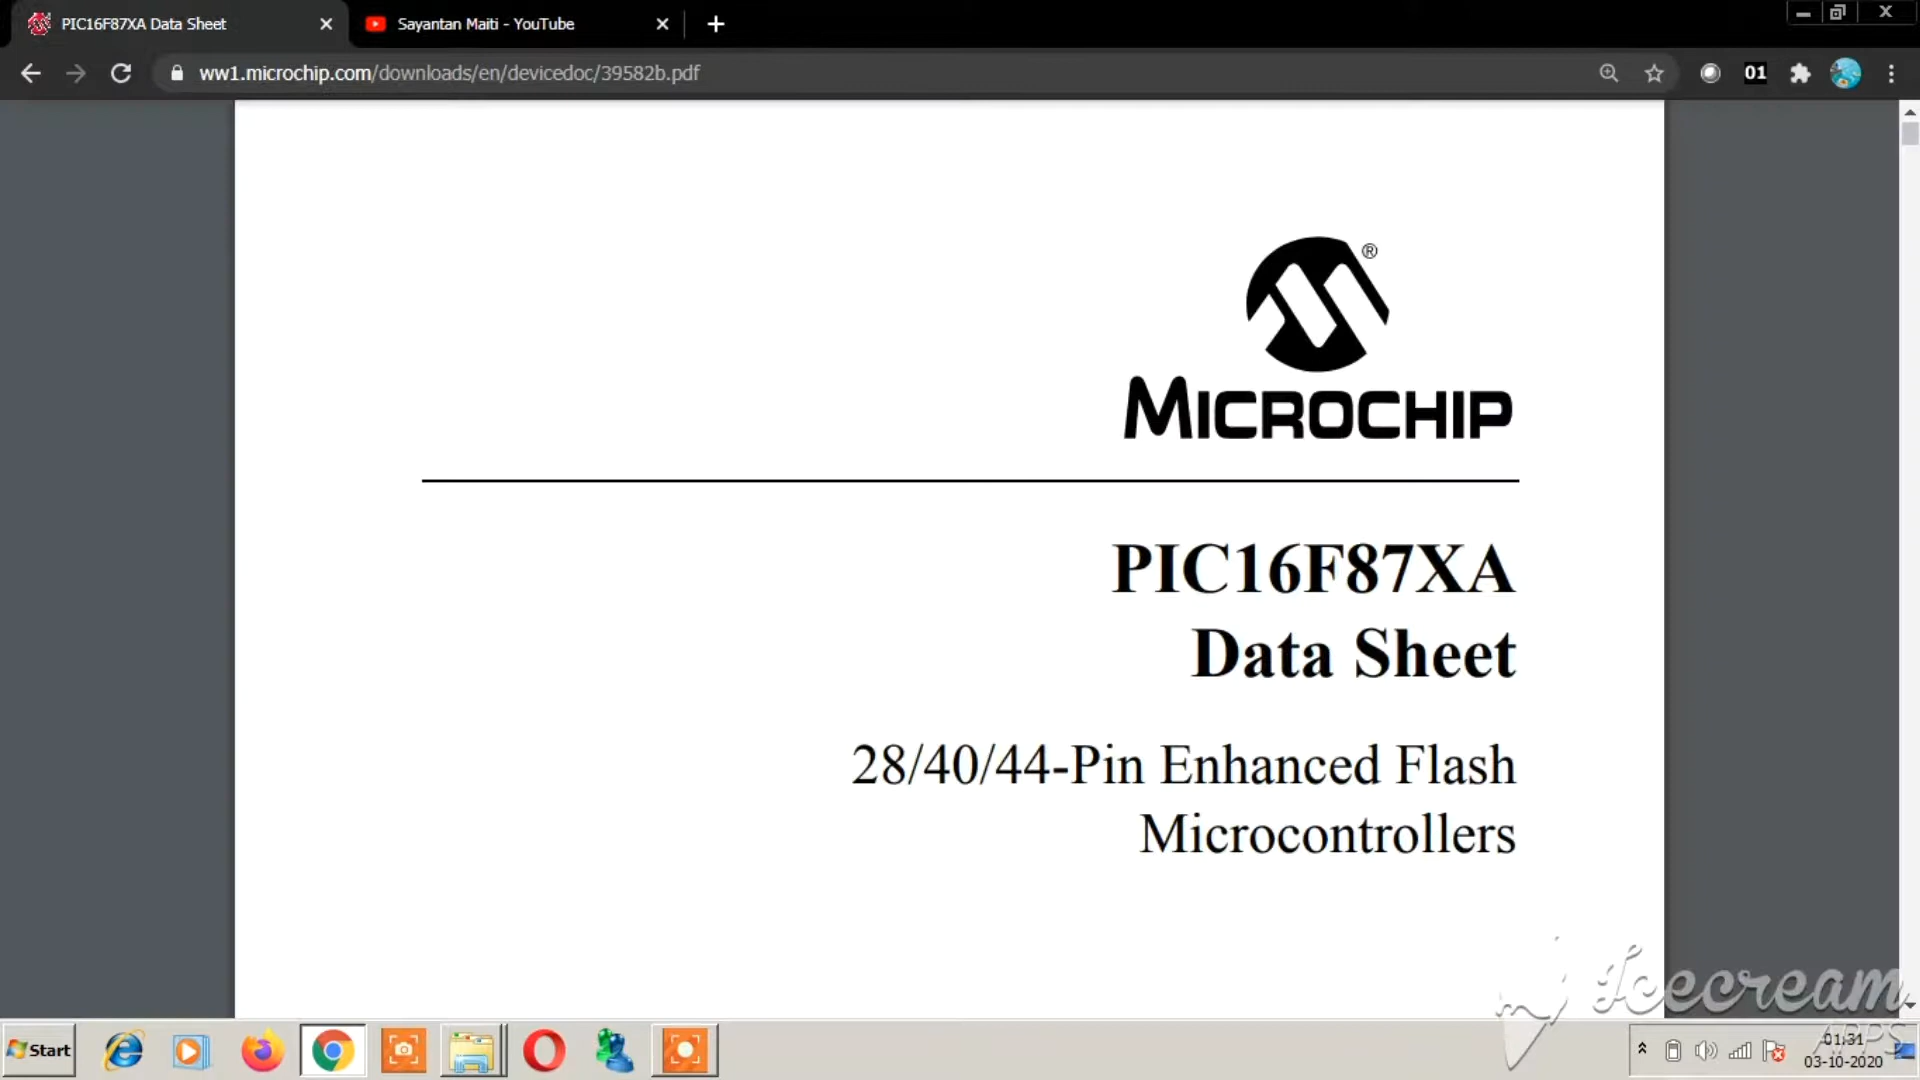 PIC16F87XA Data Sheet
Sayantan Maiti - YouTube
ww1.microchip.com/downloads/en/devicedoc/39582b.pdf
01
®
MICROCHIP
PIC16F87XA
Data Sheet
28/40/44-Pin Enhanced Flash
Microcontrollers
Icecream
APPS
Start
01:31
03-10-2020